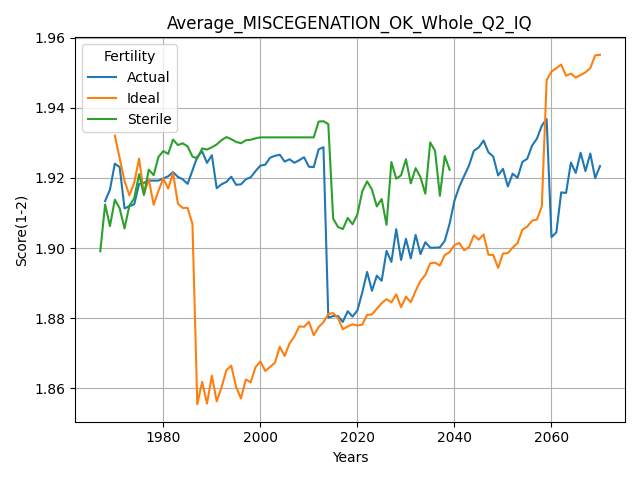 Average_MISCEGENATION_OK_Whole_Q2_IQ
Fertility
Actual
Ideal
Sterile
Score(1-2)
1.96
1.94
1.92
1.90
1.88
1.86
1980 2000 2020 2040 2060
Years